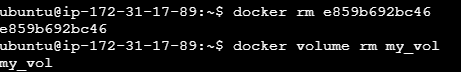 ubuntu@ip-172-31-17-89:~$ docker rm e859b692bc46
e859b692bc46
ubuntu@ip-172-31-17-89:~$ docker volume rm my_vol
my_vol